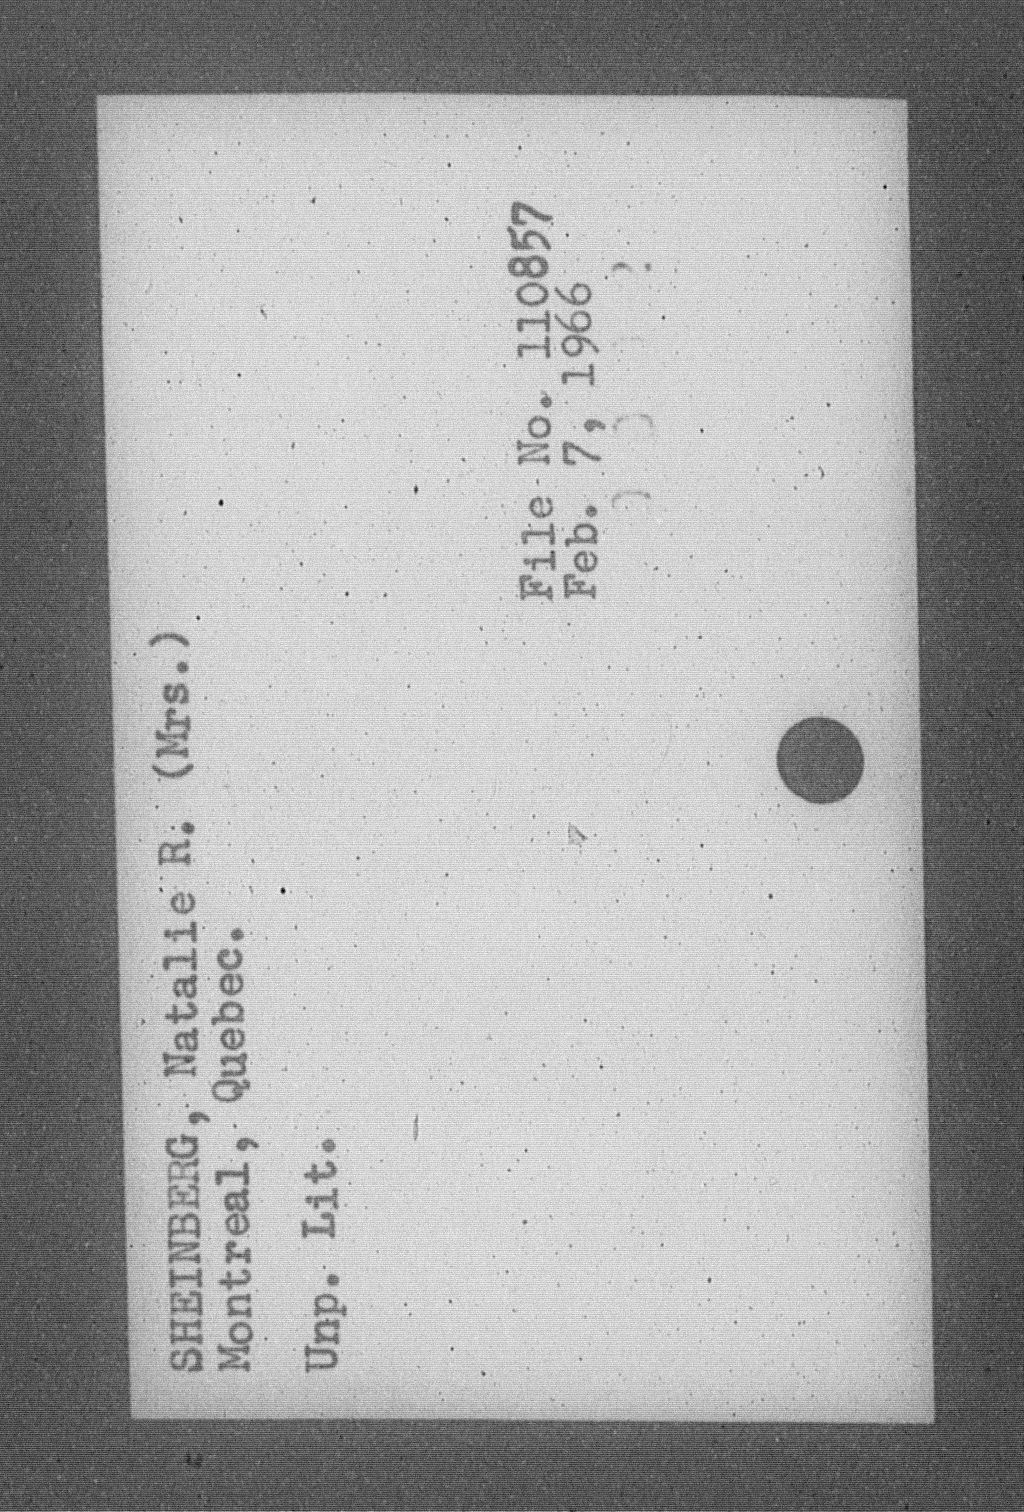 SHEINBERG, Natalie R. (Mrs.)
Montreal, Quebec.
Unp. Lit.
File No. 110857
Feb. 7, 1966